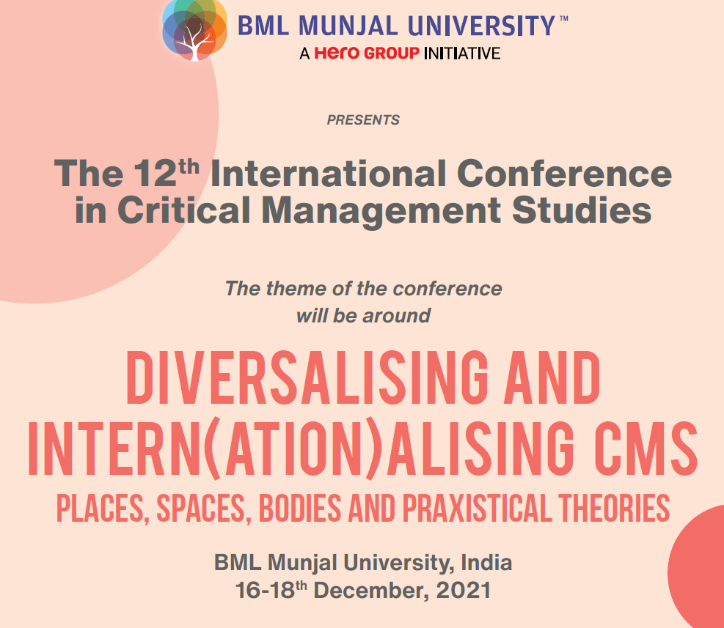 BML MUNJAL UNIVERSITY™
A Hero GROUP INITIATIVE
PRESENTS
The 12th International Conference
in Critical Management Studies
The theme of the conference
will be around
DIVERSALISING AND
INTERN(ATION)ALISING CMS
PLACES, SPACES, BODIES AND PRAXISTICAL THEORIES
BML Munjal University, India
16-18th December, 2021